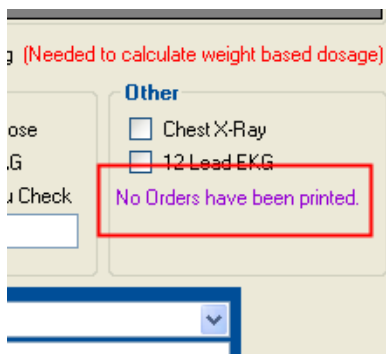 (Needed to calculate weight based dosage)
Other
ose
Chest X-Ray
.G
12 Lead EKG
Check
No Orders have been printed.